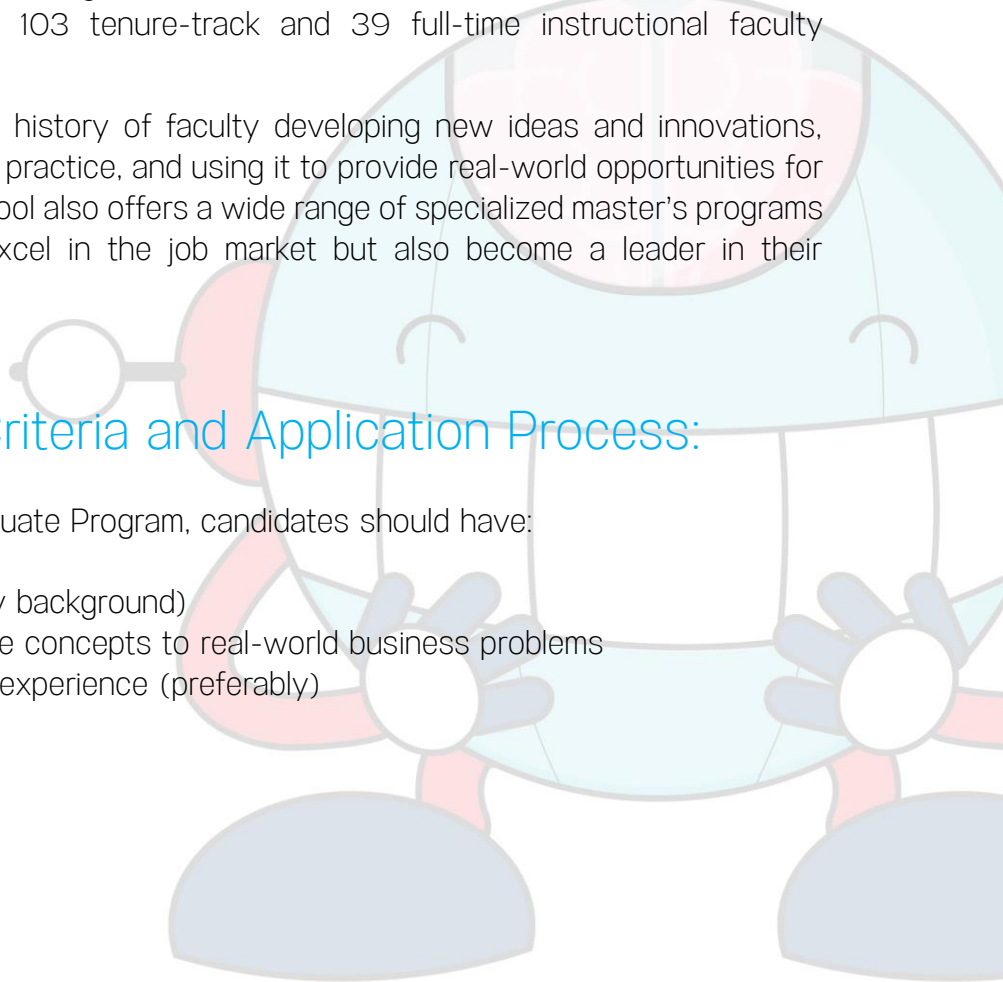 103 tenure-track and 39 full-time instructional faculty
history of faculty developing new ideas and innovations,
practice, and using it to provide real-world opportunities for
ool also offers a wide range of specialized master's programs
xcel in the job market but also become a leader in their
riteria and Application Process:
uate Program, candidates should have:
y background)
e concepts to real-world business problems
experience (preferably)